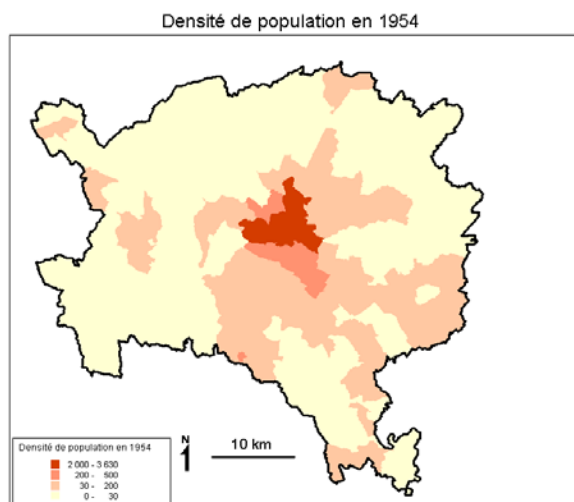 Densité de population en 1954
N
10 km
Densité de population en 1954
2 000 - 3 630
200 - 500
30 - 200
0 - 30